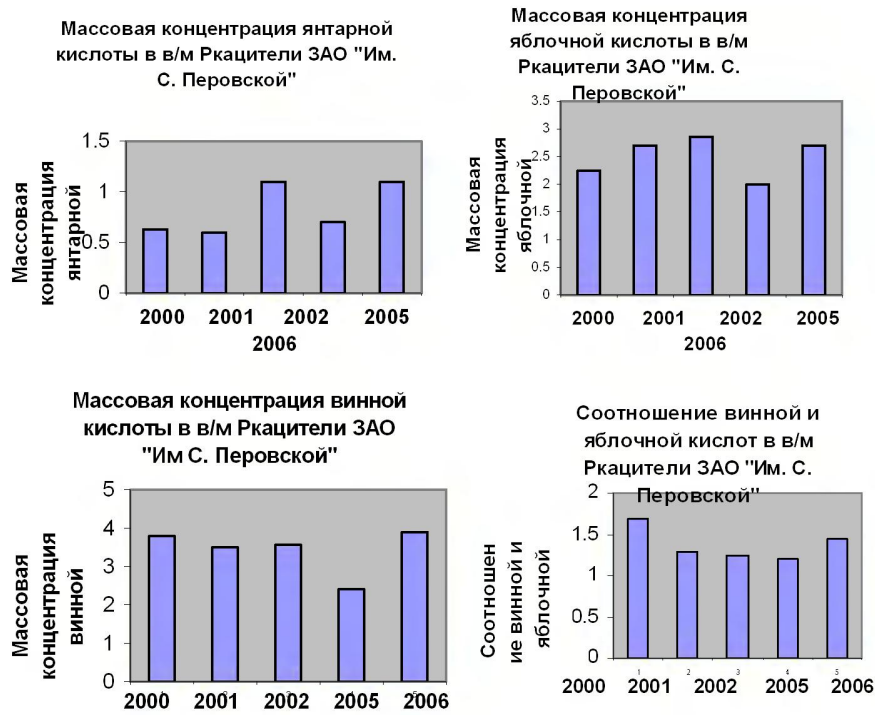 Массовая концентрация янтарной
кислоты в в/м Ркацители ЗАО "Им.
С. Перовской"
Массовая
концентрация
янтарной
1.5
1
0.5
0
2000 2001 2002 2005
2006
Массовая концентрация
яблочной кислоты в в/м
Ркацители ЗАО "Им. С.
Перовской"
Массовая
концентрация
яблочной
3.5
3
2.5
2
1.5
1
0.5
0
2000 2001 2002 2005
2006
Массовая концентрация винной
кислоты в в/м Ркацители ЗАО
"Им С. Перовской"
Массовая
концентрация
винной
5
4
3
2
1
0
2000 2001 2002 2005 2006
Соотношение винной и
яблочной кислот в в/м
Ркацители ЗАО "Им. С.
Перовской"
Соотношен
ие винной и
яблочной
2
1.5
1
0.5
0
1 2 3 4 5
2000 2001 2002 2005 2006